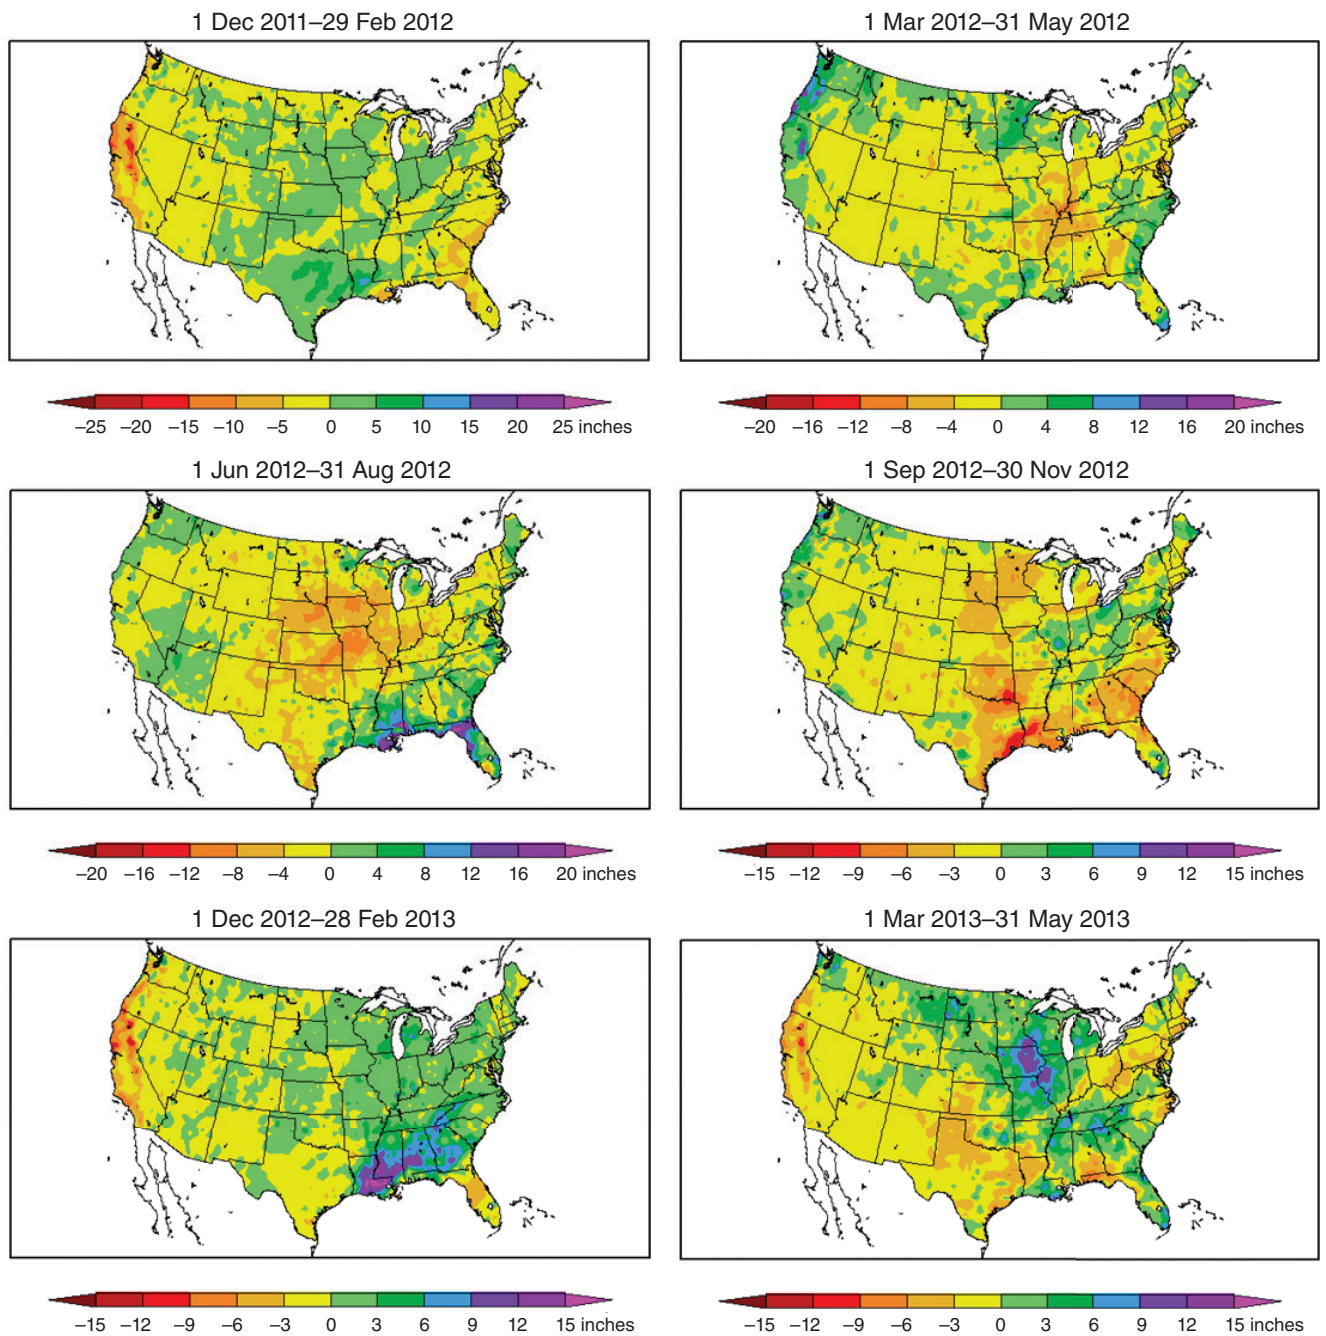 1 Dec 2011–29 Feb 2012
1 Mar 2012–31 May 2012
−25 −20 −15 −10 −5 0 5 10 15 20 25 inches
−20 −16 −12 −8 −4 0 4 8 12 16 20 inches
1 Jun 2012–31 Aug 2012
1 Sep 2012–30 Nov 2012
−20 −16 −12 −8 −4 0 4 8 12 16 20 inches
−15 −12 −9 −6 −3 0 3 6 9 12 15 inches
1 Dec 2012–28 Feb 2013
1 Mar 2013–31 May 2013
−15 −12 −9 −6 −3 0 3 6 9 12 15 inches
−15 −12 −9 −6 −3 0 3 6 9 12 15 inches